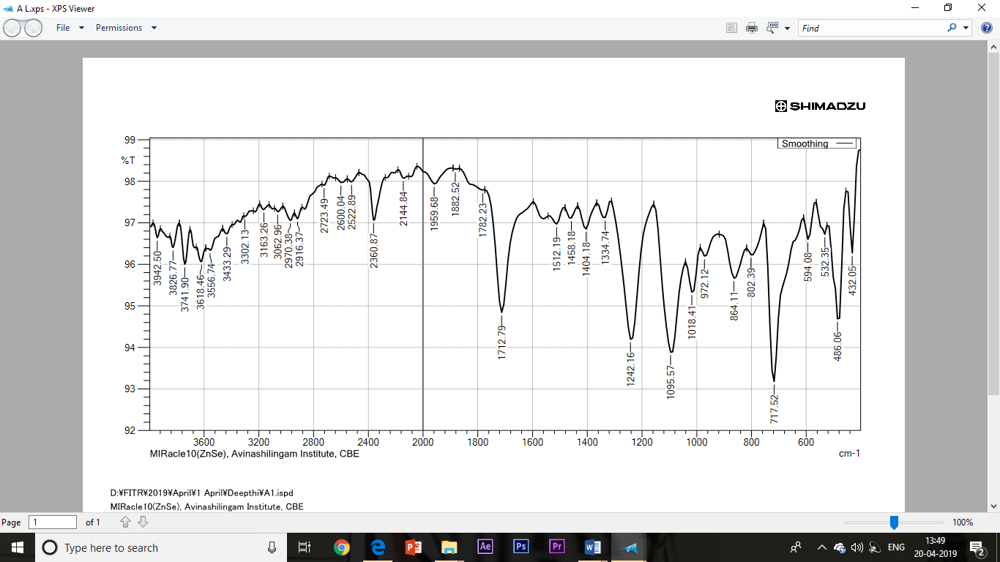 A L.xps - XPS Viewer
File Permissions
100
Find
SHIMADZU
Smoothing
%T
99
98
97
96
95
94
93
92
3942.50
3826.77
3741.90
3618.46
3556.74
3433.29
3302.13
3163.26
3062.96
2970.38
2916.37
2723.49
2600.04
2522.89
2360.87
2144.84
1959.68
1882.52
1782.23
1712.79
1512.19
1458.18
1404.18
1334.74
1242.16
1095.57
1018.41
972.12
864.11
802.39
717.52
594.08
532.35
486.06
432.05
3600 3200 2800 2400 2000 1800 1600 1400 1200 1000 800 600
MIRacle10(ZnSe), Avinashilingam Institute, CBE
cm-1
D:¥FITR¥2019¥April¥1 April¥Deepthi¥A1.ispd
MIRacle10(ZnSe), Avinashilingam Institute, CBE
Page 1 of 1
100%
Type here to search
Ae
Ps
Pr
ENG
13:49
20-04-2019
2